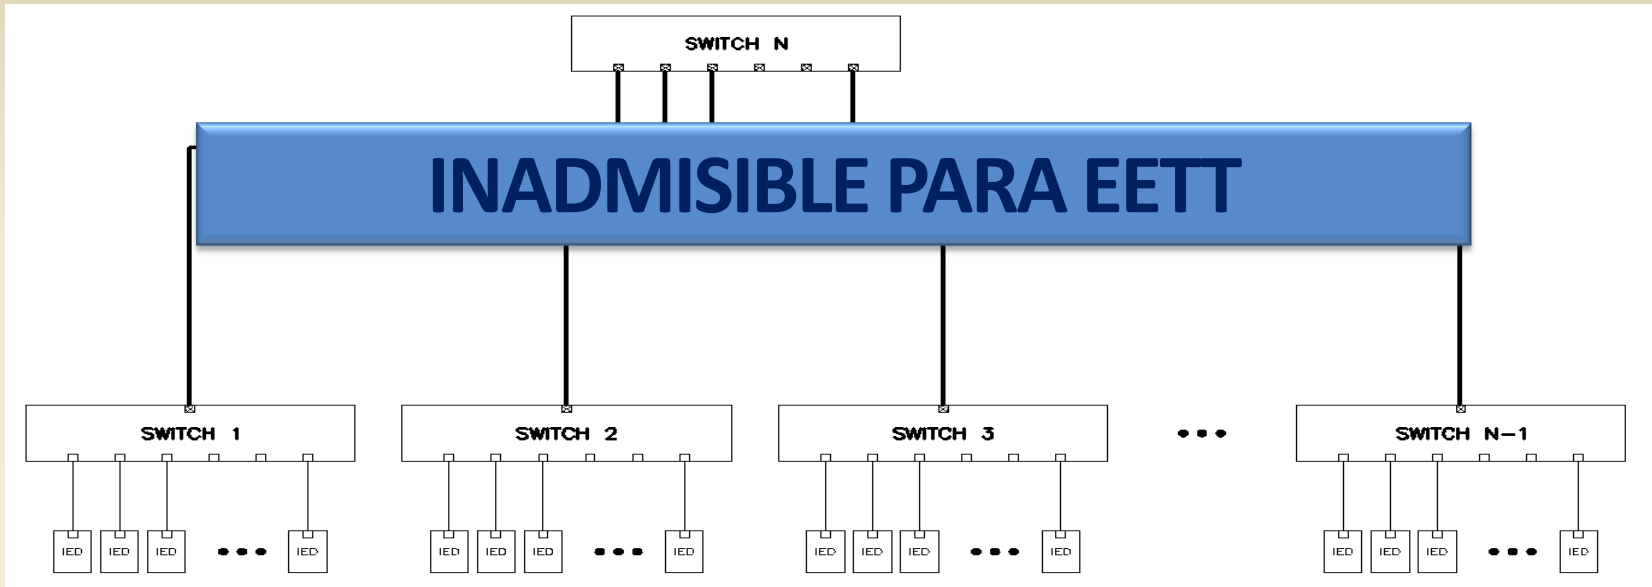 SWITCH N
INADMISIBLE PARA EETT
SWITCH 1
SWITCH 2
SWITCH 3
SWITCH N-1
IED IED IED IED
IED IED IED IED
IED IED IED IED
IED IED IED IED